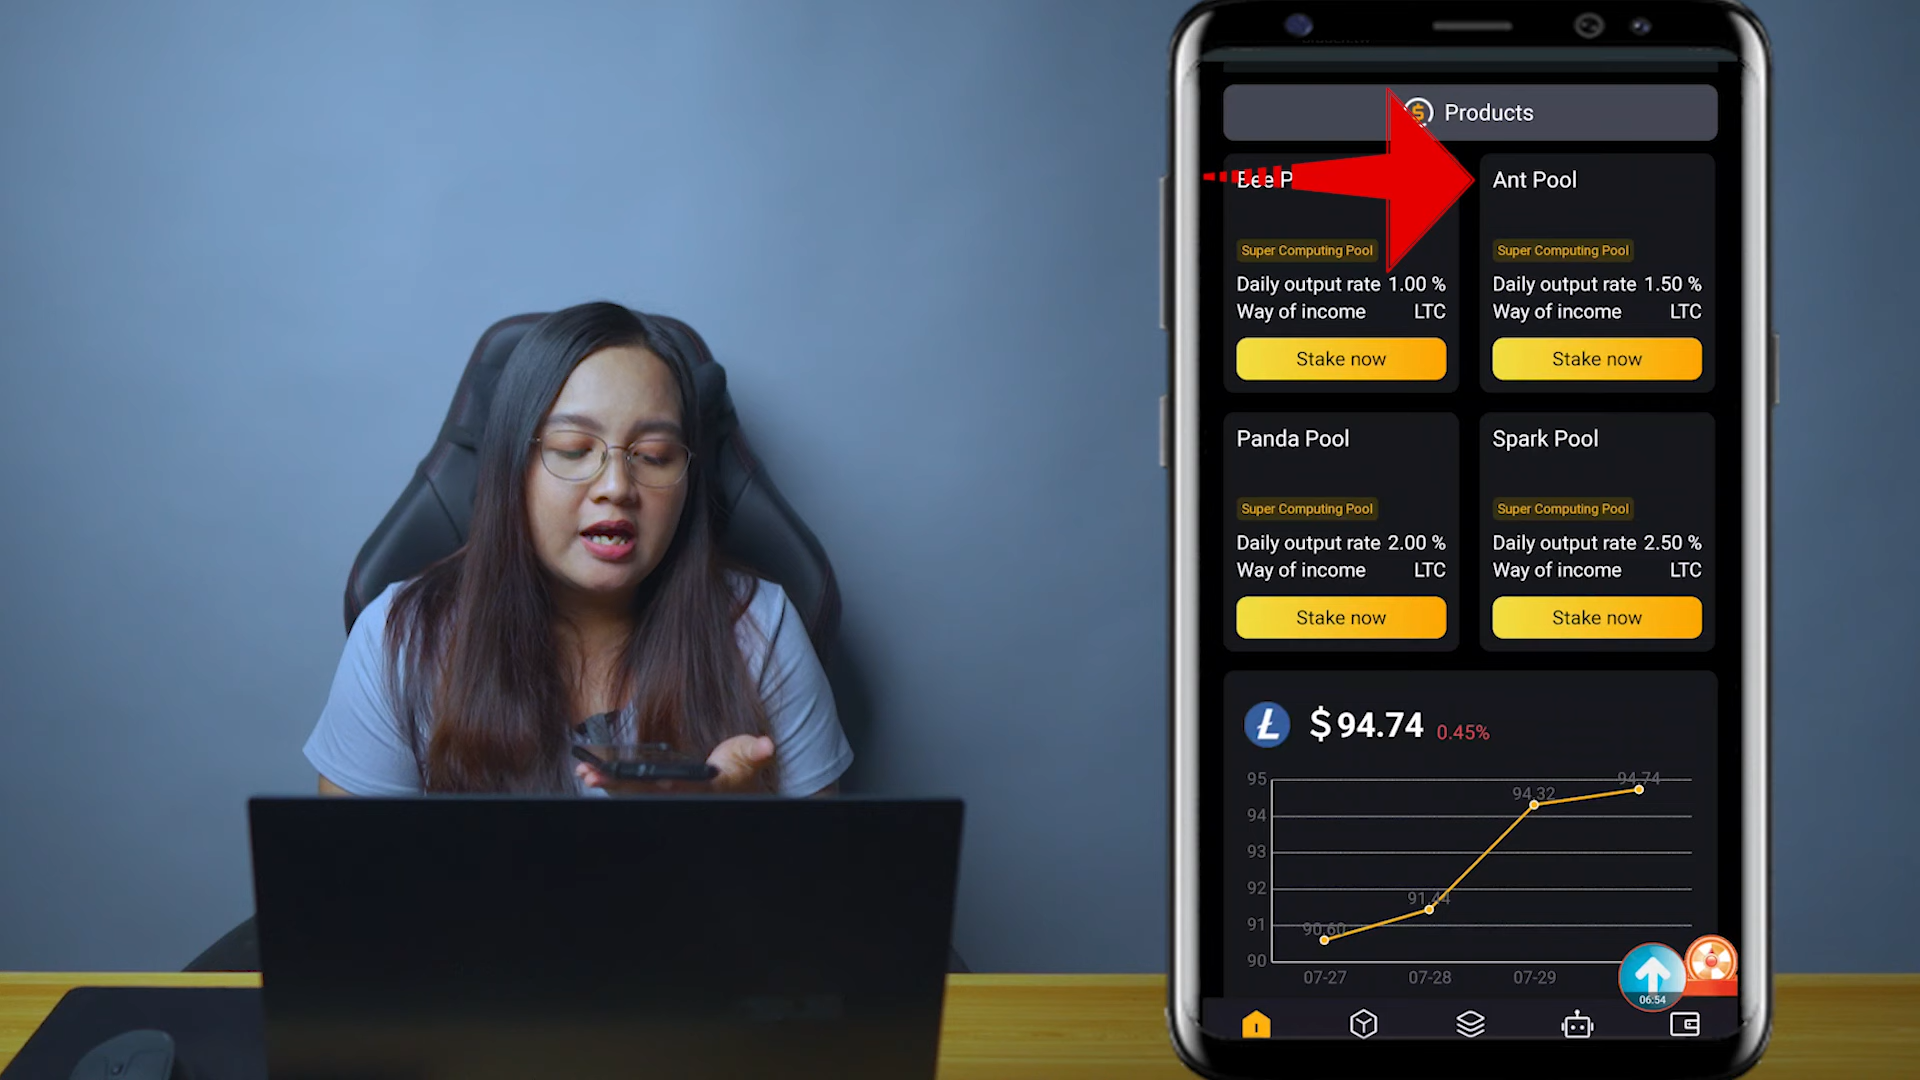 Products
Bee P
Super Computing Pool
Daily output rate 1.00 %
Way of income LTC
Stake now
Ant Pool
Super Computing Pool
Daily output rate 1.50 %
Way of income LTC
Stake now
Panda Pool
Super Computing Pool
Daily output rate 2.00 %
Way of income LTC
Stake now
Spark Pool
Super Computing Pool
Daily output rate 2.50 %
Way of income LTC
Stake now
$94.74 0.45%
95
94
93
92
91
90
90.60
91.44
94.32
94.74
07-27
07-28
07-29
06:54